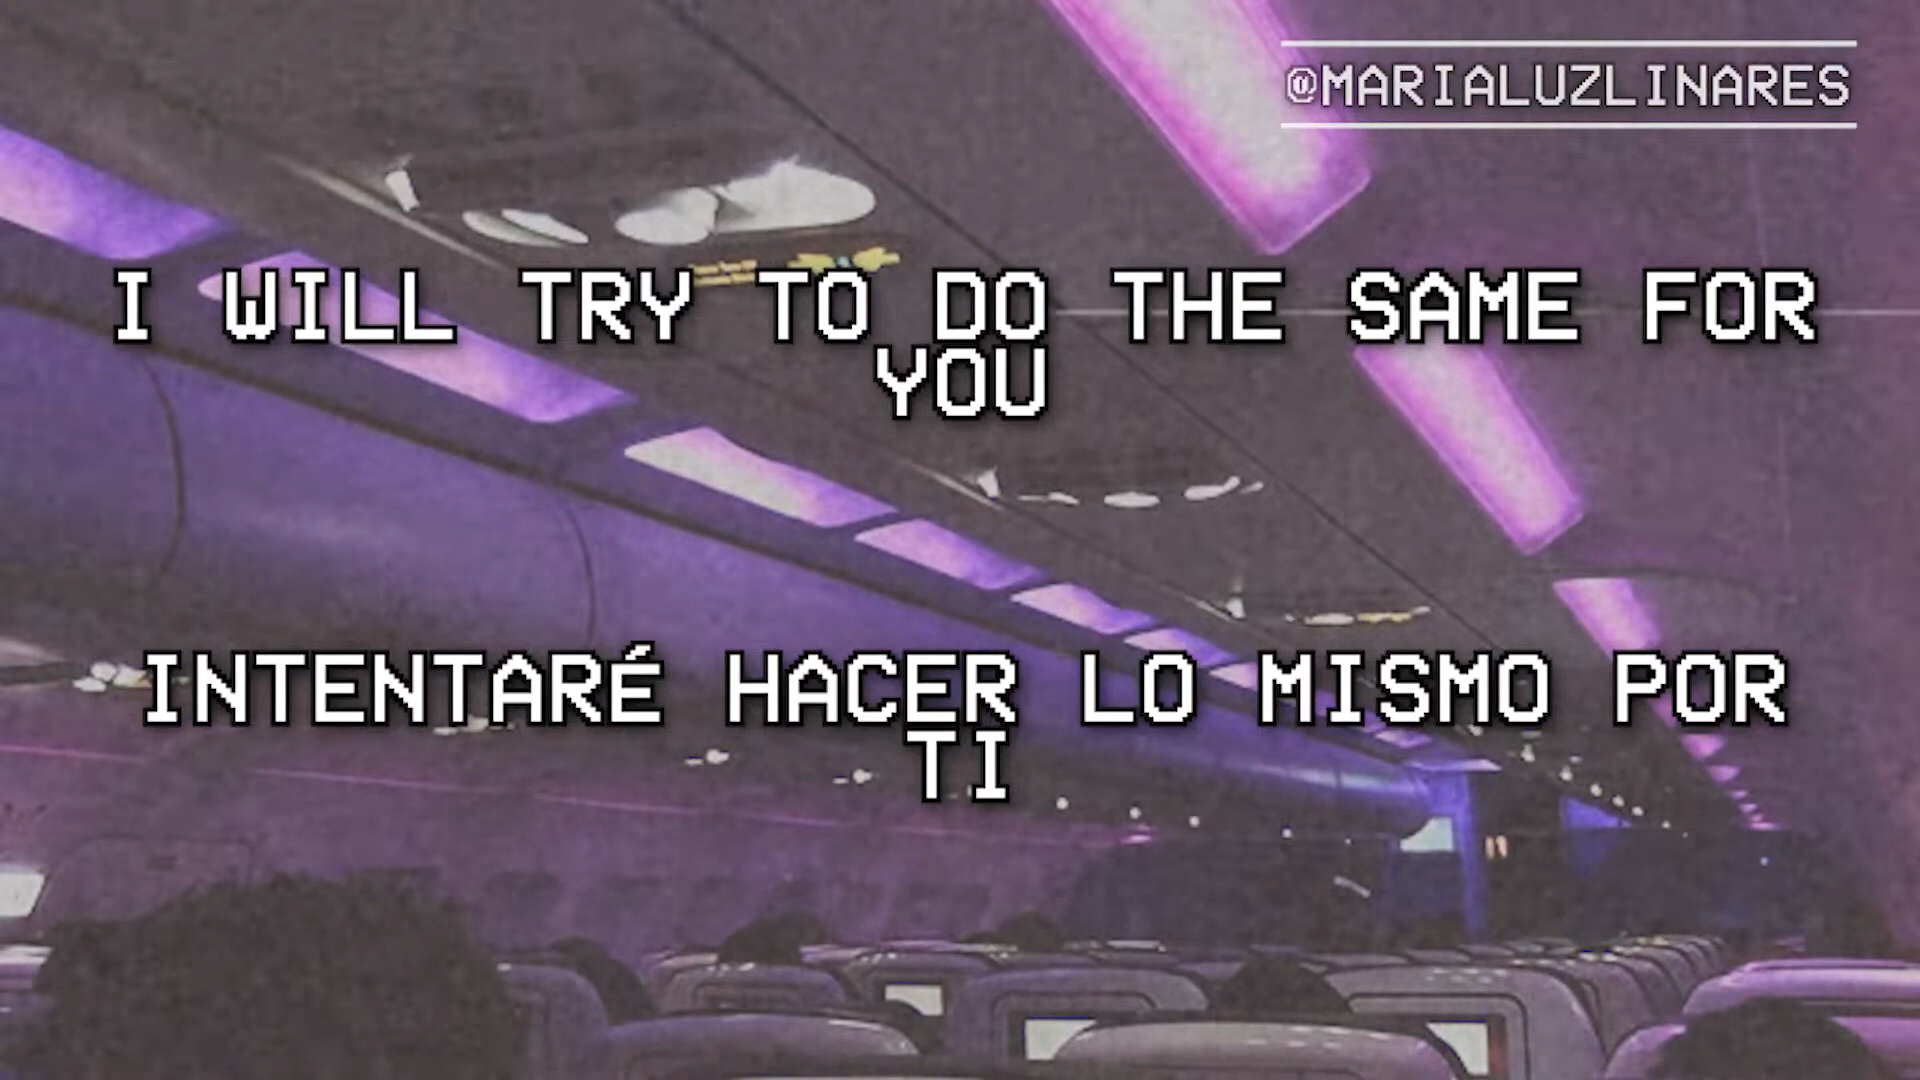 @MARIALUZLINARES
I WILL TRY TO DO THE SAME FOR
YOU
INTENTARÉ HACER LO MISMO POR
TI